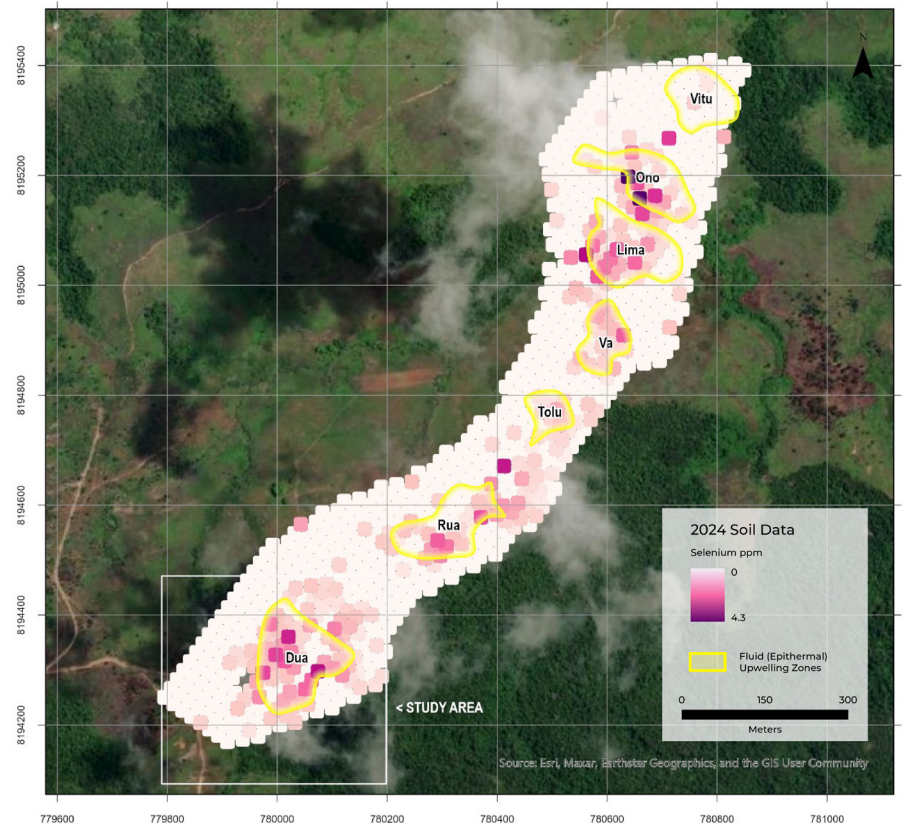 N
8195400
8195200
8195000
8194800
8194600
8194400
8194200
Vitu
Ono
Lima
Va
Tolu
Rua
Dua
< STUDY AREA
2024 Soil Data
Selenium ppm
0
4.3
Fluid (Epithermal)
Upwelling Zones
0 150 300
Meters
Source: Esri, Maxar, Earthstar Geographics, and the GIS User Community
779600 779800 780000 780200 780400 780600 780800 781000